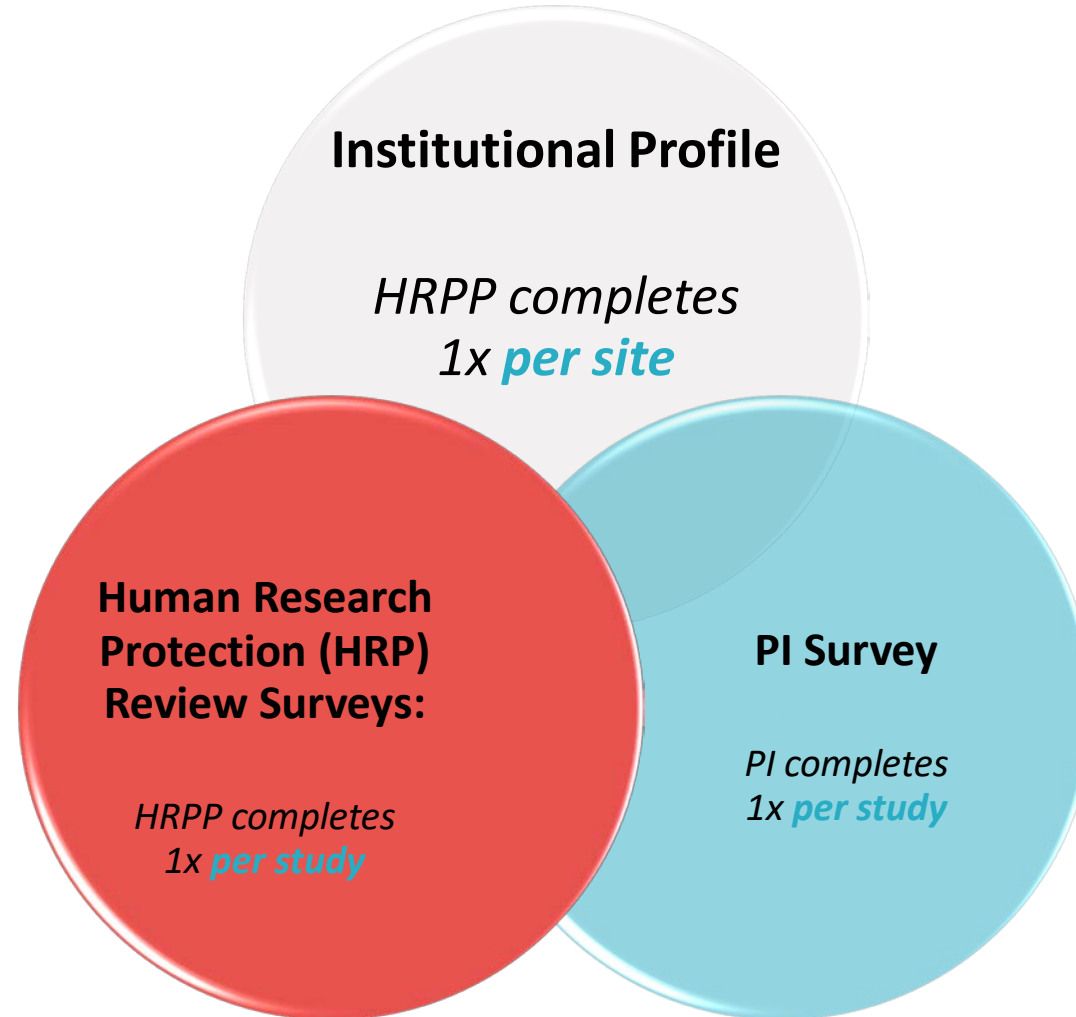 Institutional Profile
HRPP completes
1x per site
Human Research
Protection (HRP)
Review Surveys:
HRPP completes
1x per study
PI Survey
PI completes
1x per study